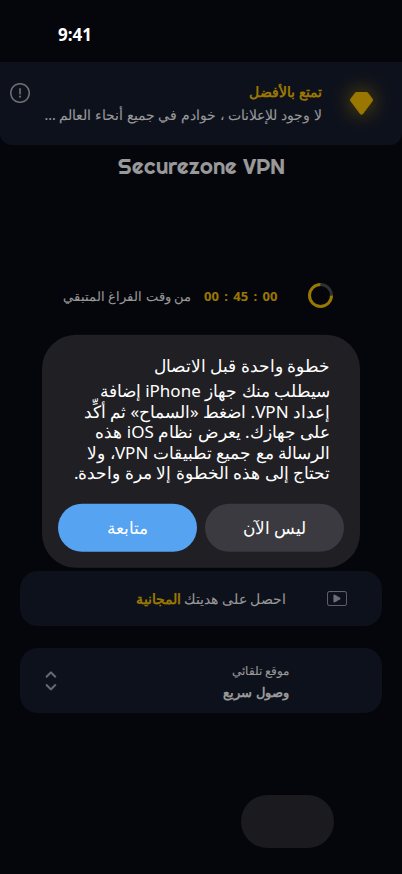 9:41
تمتع بالأفضل
لا وجود للإعلانات ، خوادم في جميع أنحاء العالم ...
Securezone VPN
00 : 45 : 00 من وقت الفراغ المتبقي
خطوة واحدة قبل الاتصال
سيطلب منك جهاز iPhone إضافة
إعداد VPN. اضغط «السماح» ثم أكِّد
على جهازك. يعرض نظام iOS هذه
الرسالة مع جميع تطبيقات VPN، ولا
تحتاج إلى هذه الخطوة إلا مرة واحدة.
ليس الآن
متابعة
احصل على هديتك المجانية
موقع تلقائي
وصول سريع